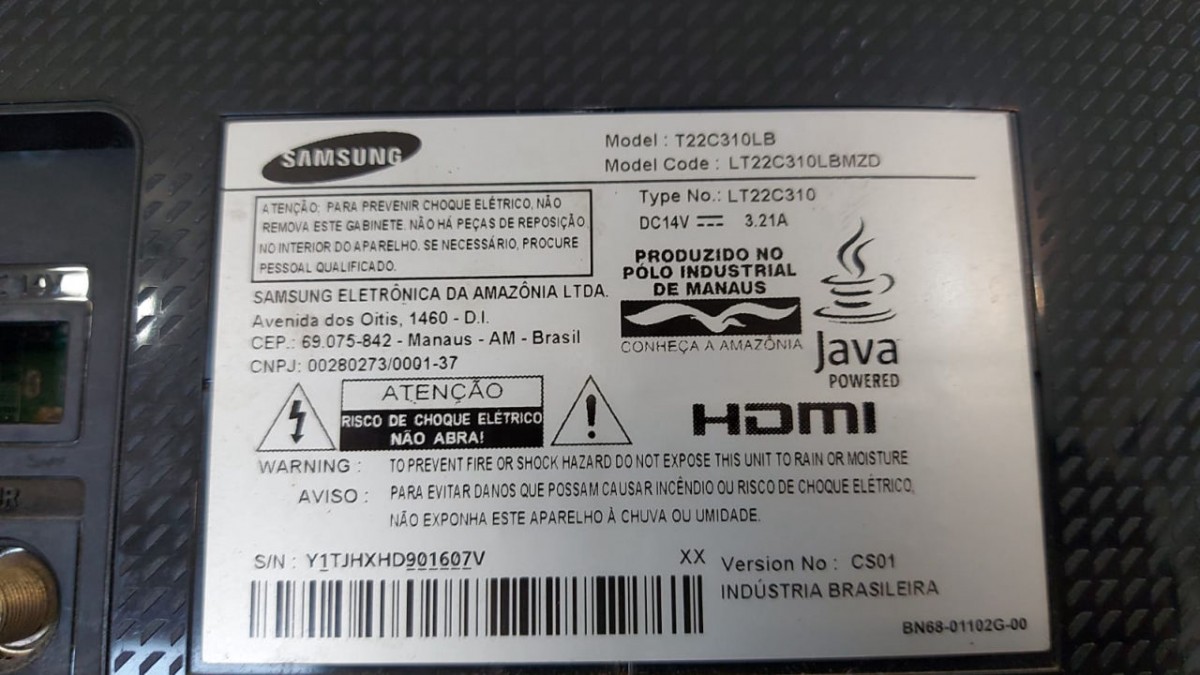 SAMSUNG
Model : T22C310LB
Model Code : LT22C310LBMZD
ATENÇÃO: PARA PREVENIR CHOQUE ELÉTRICO, NÃO
REMOVA ESTE GABINETE. NÃO HÁ PEÇAS DE REPOSIÇÃO
NO INTERIOR DO APARELHO. SE NECESSÁRIO, PROCURE
PESSOAL QUALIFICADO.
Type No.: LT22C310
DC14V 3.21A
SAMSUNG ELETRÔNICA DA AMAZÔNIA LTDA.
Avenida dos Oitis, 1460 - D.I.
CEP.: 69.075-842 - Manaus - AM - Brasil
CNPJ: 00280273/0001-37
PRODUZIDO NO
PÓLO INDUSTRIAL
DE MANAUS
CONHEÇA A AMAZÔNIA
Java
POWERED
ATENÇÃO
RISCO DE CHOQUE ELÉTRICO
NÃO ABRA!
!
HDMI
WARNING : TO PREVENT FIRE OR SHOCK HAZARD DO NOT EXPOSE THIS UNIT TO RAIN OR MOISTURE
AVISO : PARA EVITAR DANOS QUE POSSAM CAUSAR INCÊNDIO OU RISCO DE CHOQUE ELÉTRICO,
NÃO EXPONHA ESTE APARELHO À CHUVA OU UMIDADE.
S/N : Y1TJHXHD901607V XX
Version No : CS01
INDÚSTRIA BRASILEIRA
BN68-01102G-00